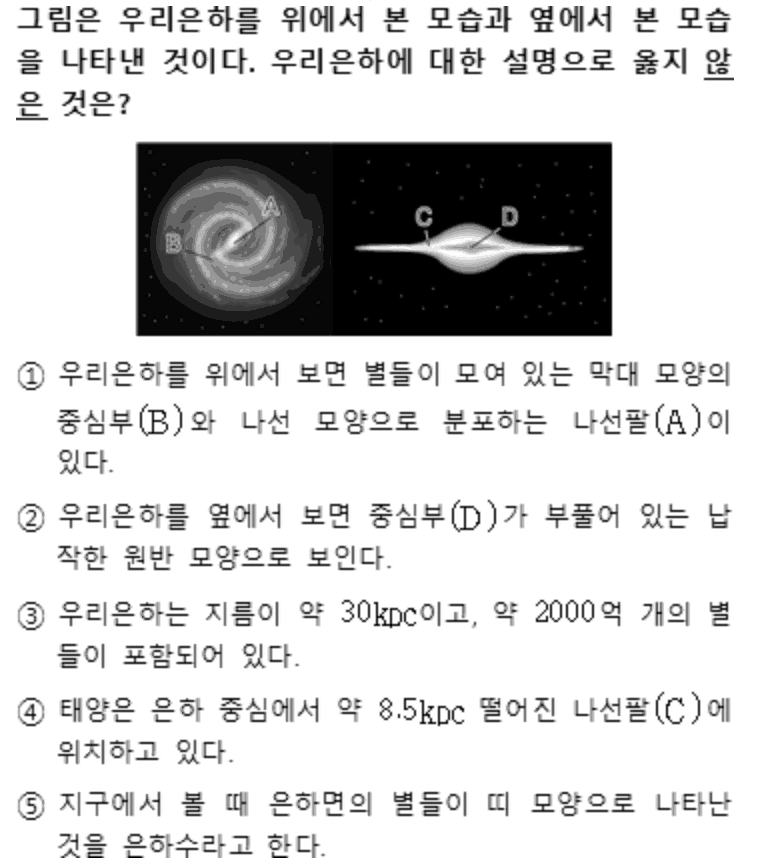 그림은 우리은하를 위에서 본 모습과 옆에서 본 모습
을 나타낸 것이다. 우리은하에 대한 설명으로 옳지 않
은 것은?
A
B
C
D
① 우리은하를 위에서 보면 별들이 모여 있는 막대 모양의
중심부(B)와 나선 모양으로 분포하는 나선팔(A)이
있다.
② 우리은하를 옆에서 보면 중심부(D)가 부풀어 있는 납
작한 원반 모양으로 보인다.
③ 우리은하는 지름이 약 30kpc이고, 약 2000억 개의 별
들이 포함되어 있다.
④ 태양은 은하 중심에서 약 8.5kpc 떨어진 나선팔(C)에
위치하고 있다.
⑤ 지구에서 볼 때 은하면의 별들이 띠 모양으로 나타난
것을 은하수라고 한다.